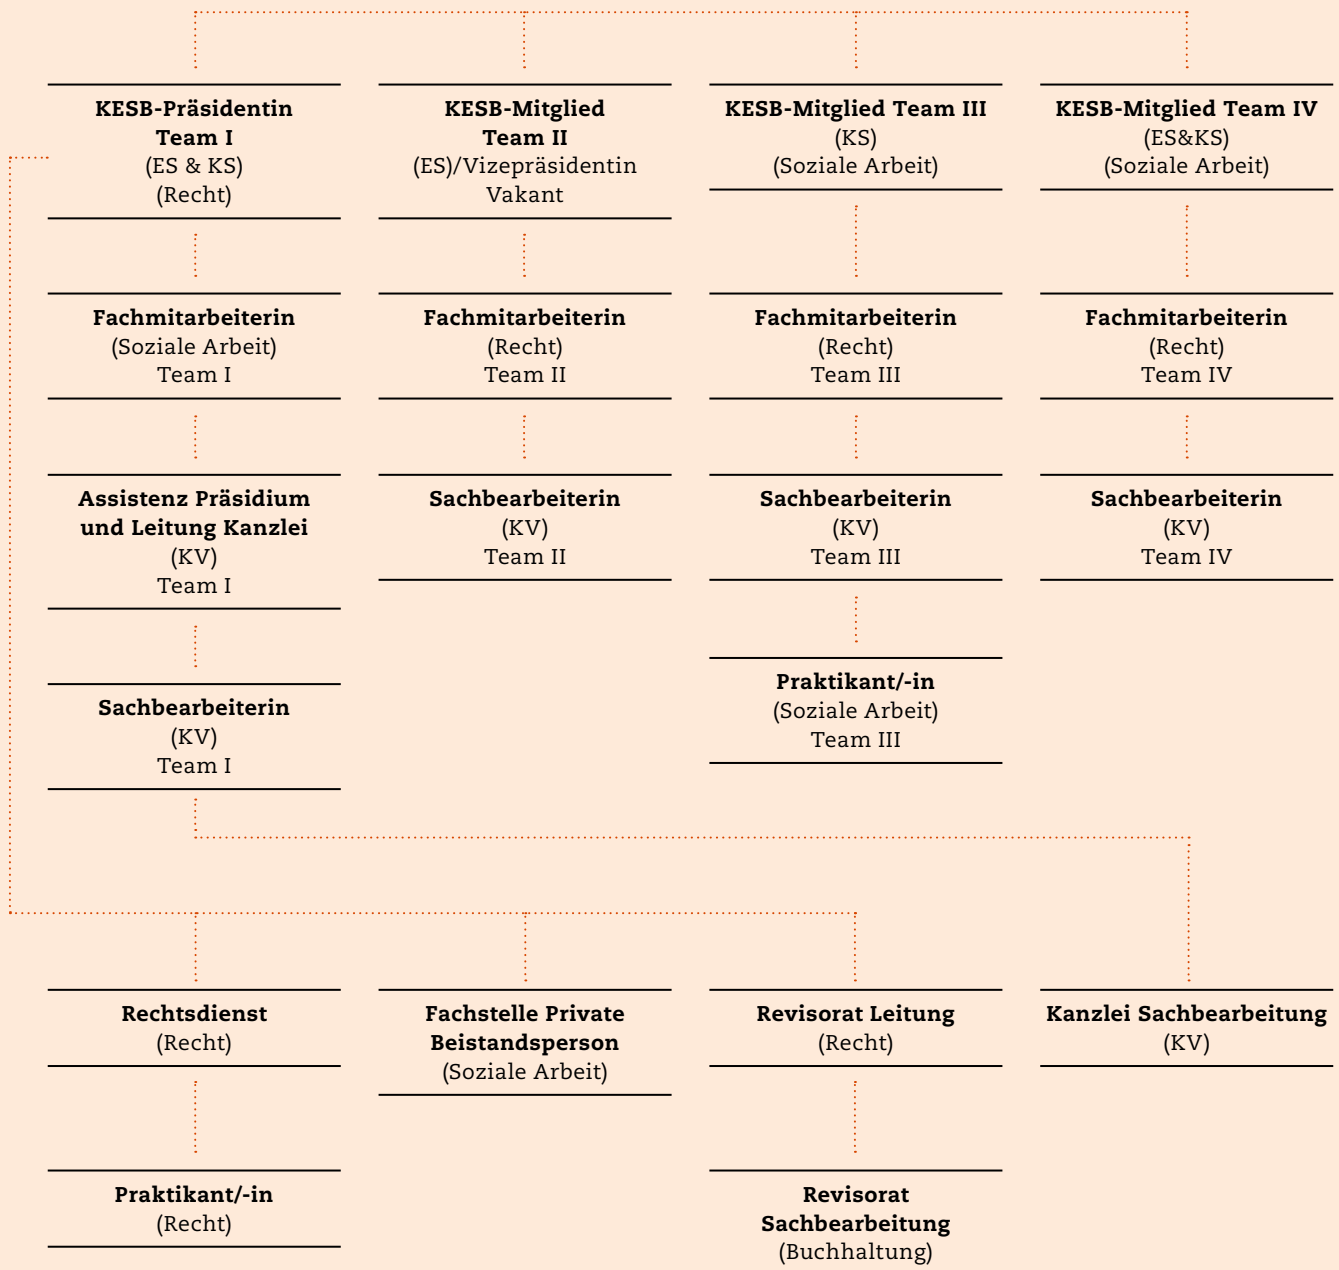 KESB-Präsidentin
Team I
(ES & KS)
(Recht)
KESB-Mitglied
Team II
(ES)/Vizepräsidentin
Vakant
KESB-Mitglied Team III
(KS)
(Soziale Arbeit)
KESB-Mitglied Team IV
(ES&KS)
(Soziale Arbeit)
Fachmitarbeiterin
(Soziale Arbeit)
Team I
Fachmitarbeiterin
(Recht)
Team II
Fachmitarbeiterin
(Recht)
Team III
Fachmitarbeiterin
(Recht)
Team IV
Assistenz Präsidium
und Leitung Kanzlei
(KV)
Team I
Sachbearbeiterin
(KV)
Team II
Sachbearbeiterin
(KV)
Team III
Sachbearbeiterin
(KV)
Team IV
Sachbearbeiterin
(KV)
Team I
Praktikant/-in
(Soziale Arbeit)
Team III
Rechtsdienst
(Recht)
Fachstelle Private
Beistandsperson
(Soziale Arbeit)
Revisorat Leitung
(Recht)
Kanzlei Sachbearbeitung
(KV)
Praktikant/-in
(Recht)
Revisorat
Sachbearbeitung
(Buchhaltung)